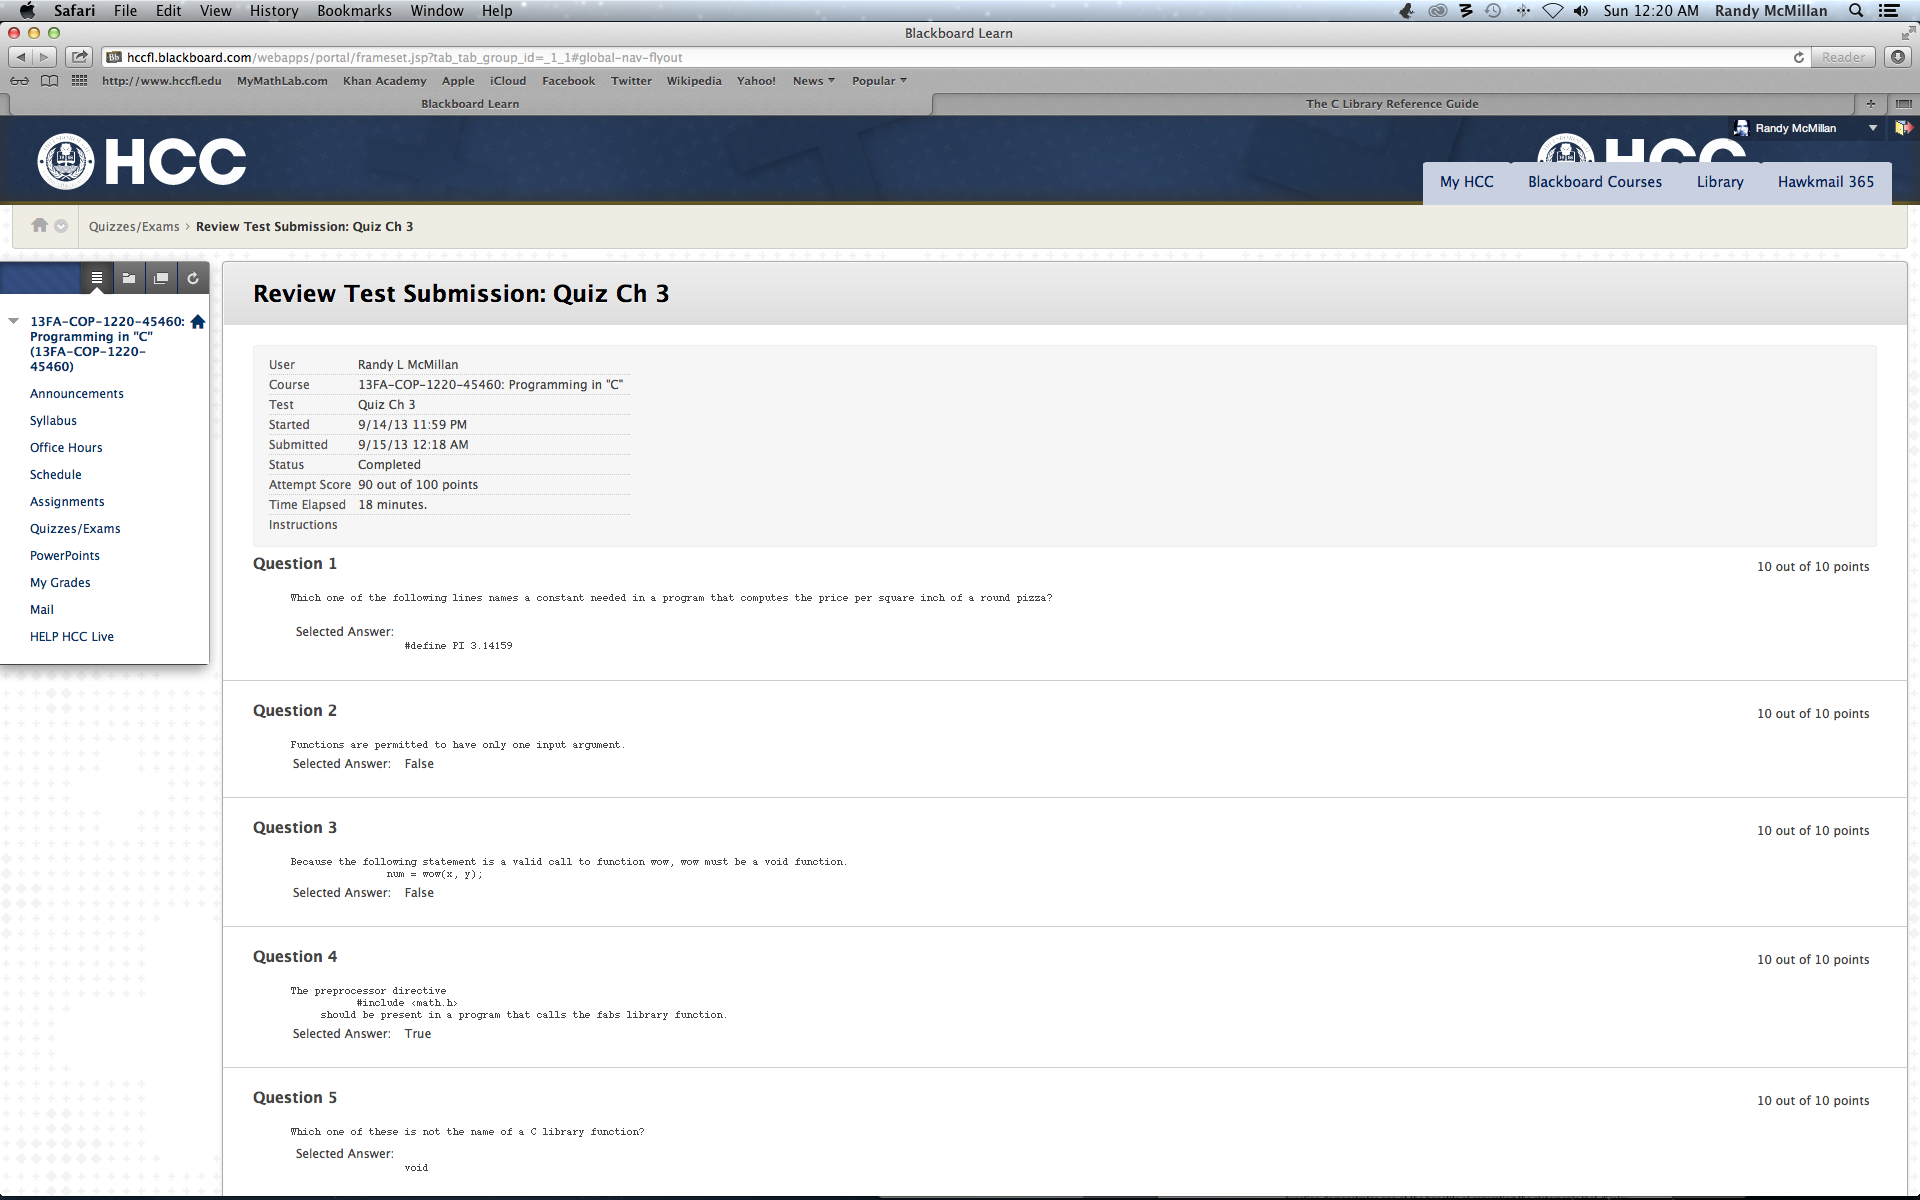 Safari File Edit View History Bookmarks Window Help Sun 12:20 AM Randy McMillan
Blackboard Learn
hccfl.blackboard.com/webapps/portal/frameset.jsp?tab_tab_group_id=_1_1#global-nav-flyout Reader
http://www.hccfl.edu MyMathLab.com Khan Academy Apple iCloud Facebook Twitter Wikipedia Yahoo! News Popular
Blackboard Learn The C Library Reference Guide
Randy McMillan
HCC HCC
My HCC Blackboard Courses Library Hawkmail 365
Quizzes/Exams > Review Test Submission: Quiz Ch 3
13FA-COP-1220-45460:
Programming in "C"
(13FA-COP-1220-
45460)
Announcements
Syllabus
Office Hours
Schedule
Assignments
Quizzes/Exams
PowerPoints
My Grades
Mail
HELP HCC Live
Review Test Submission: Quiz Ch 3
User Randy L McMillan
Course 13FA-COP-1220-45460: Programming in "C"
Test Quiz Ch 3
Started 9/14/13 11:59 PM
Submitted 9/15/13 12:18 AM
Status Completed
Attempt Score 90 out of 100 points
Time Elapsed 18 minutes.
Instructions
Question 1 10 out of 10 points
Which one of the following lines names a constant needed in a program that computes the price per square inch of a round pizza?
Selected Answer:
#define PI 3.14159
Question 2 10 out of 10 points
Functions are permitted to have only one input argument.
Selected Answer: False
Question 3 10 out of 10 points
Because the following statement is a valid call to function wow, wow must be a void function.
num = wow(x, y);
Selected Answer: False
Question 4 10 out of 10 points
The preprocessor directive
#include <math.h>
should be present in a program that calls the fabs library function.
Selected Answer: True
Question 5 10 out of 10 points
Which one of these is not the name of a C library function?
Selected Answer:
void